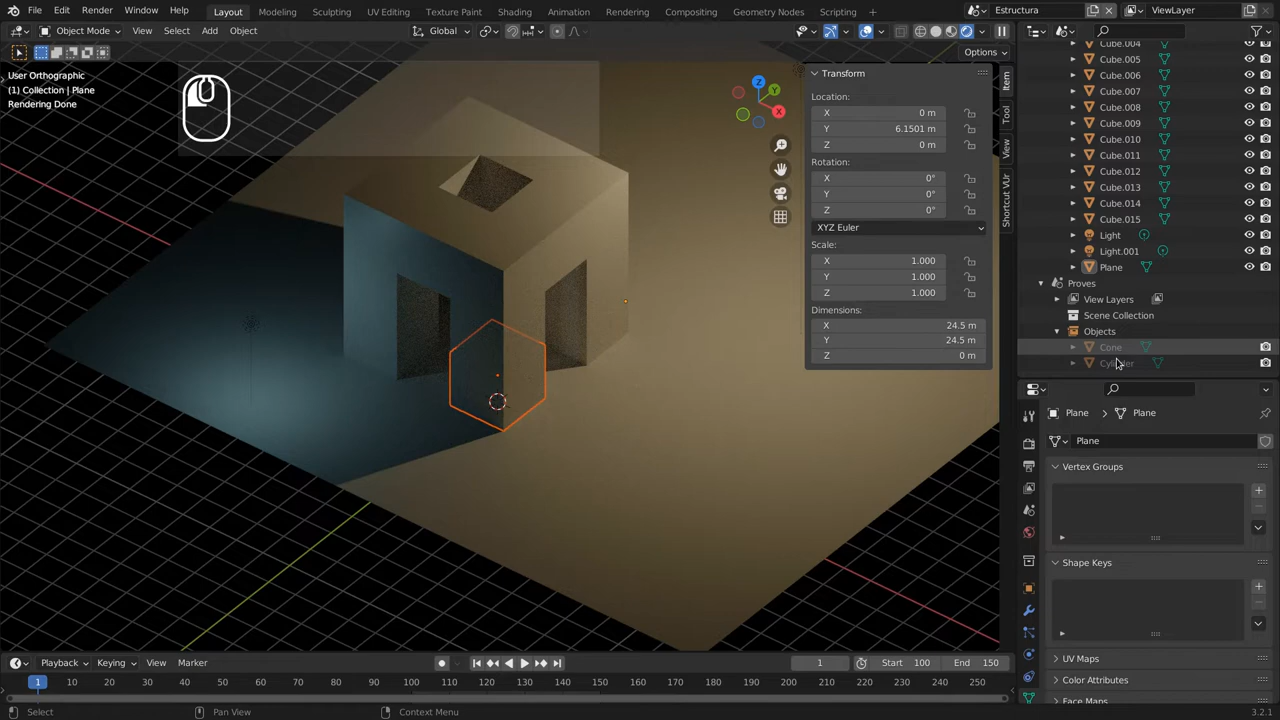 File Edit Render Window Help Layout Modeling Sculpting UV Editing Texture Paint Shading Animation Rendering Compositing Geometry Nodes Scripting Estructura ViewLayer
Object Mode View Select Add Object Global
Options
User Orthographic
(1) Collection | Plane
Rendering Done
Z
Y
X
Transform
Location:
X 0 m
Y 6.1501 m
Z 0 m
Rotation:
X 0°
Y 0°
Z 0°
XYZ Euler
Scale:
X 1.000
Y 1.000
Z 1.000
Dimensions:
X 24.5 m
Y 24.5 m
Z 0 m
Item
Tool
View
Shortcut VUr
Cube.004
Cube.005
Cube.006
Cube.007
Cube.008
Cube.009
Cube.010
Cube.011
Cube.012
Cube.013
Cube.014
Cube.015
Light
Light.001
Plane
Proves
View Layers
Scene Collection
Objects
Cone
Cylinder
Plane Plane
Plane
Vertex Groups
Shape Keys
UV Maps
Color Attributes
Face Maps
Playback Keying View Marker 1 Start 100 End 150
1 10 20 30 40 50 60 70 80 90 100 110 120 130 140 150 160 170 180 190 200 210 220 230 240 250
Select Pan View Context Menu 3.2.1